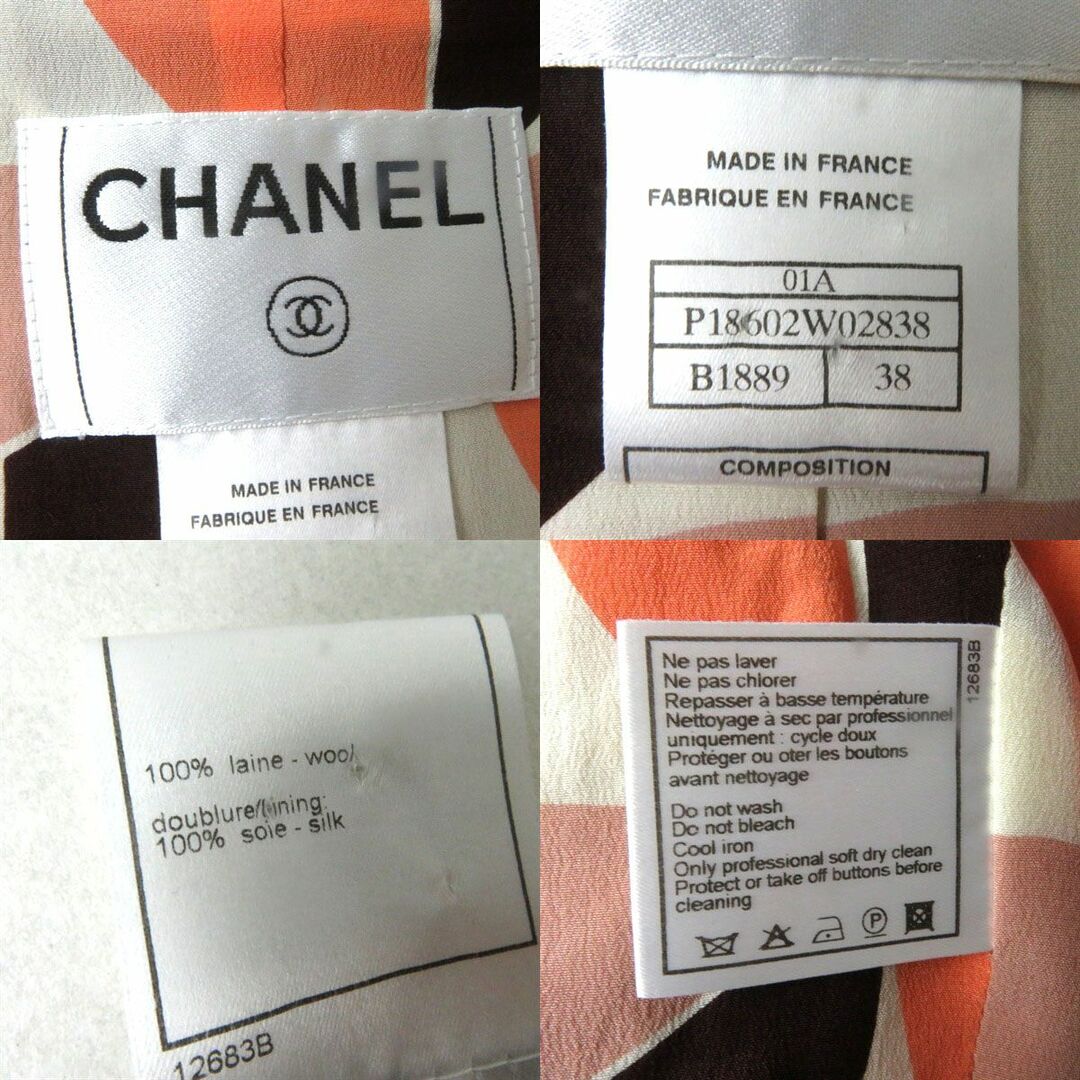 CHANEL
MADE IN FRANCE
FABRIQUE EN FRANCE
MADE IN FRANCE
FABRIQUE EN FRANCE
01A
P18602W02838
B1889 38
COMPOSITION
100% laine - wool
doublure/lining:
100% soie - silk
12683B
Ne pas laver
Ne pas chlorer
Repasser à basse température
Nettoyage à sec par professionnel
uniquement : cycle doux
Protéger ou oter les boutons
avant nettoyage
Do not wash
Do not bleach
Cool iron
Only professional soft dry clean
Protect or take off buttons before
cleaning
P
12683B